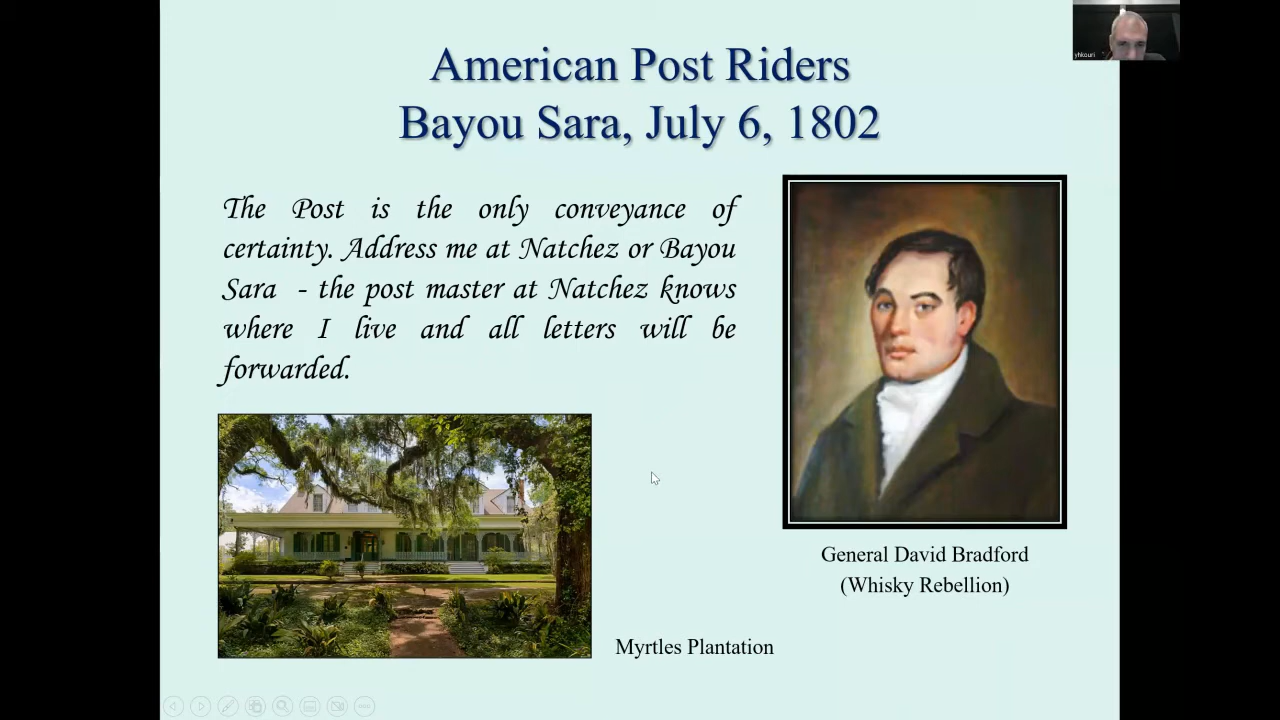 American Post Riders
Bayou Sara, July 6, 1802
The Post is the only conveyance of
certainty. Address me at Natchez or Bayou
Sara - the post master at Natchez knows
where I live and all letters will be
forwarded.
General David Bradford
(Whisky Rebellion)
Myrtles Plantation
yhkouri